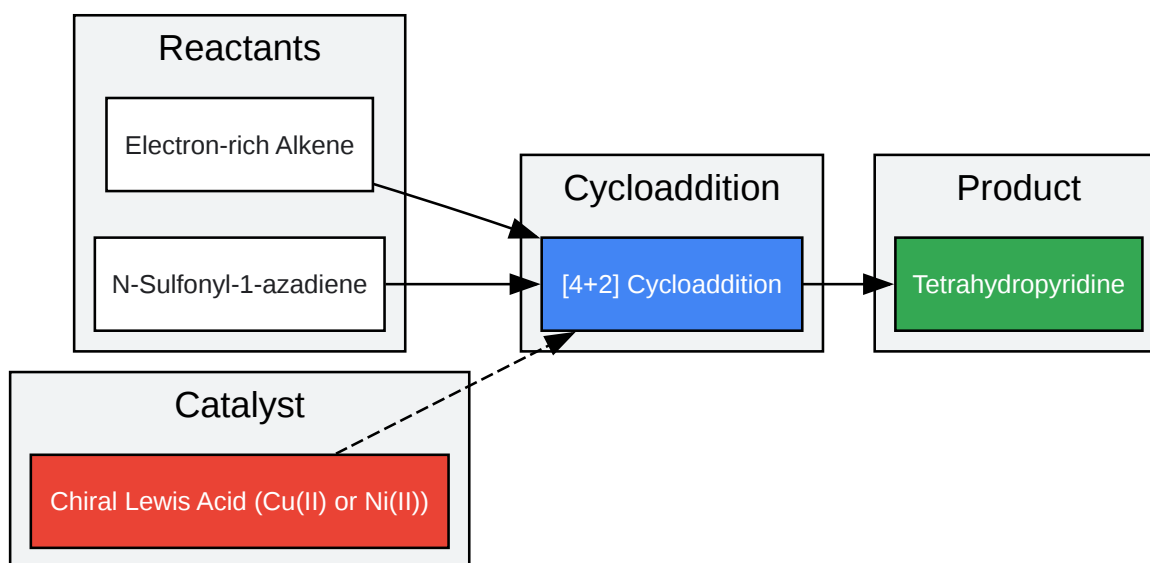 Reactants
Electron-rich Alkene
N-Sulfonyl-1-azadiene
Cycloaddition
[4+2] Cycloaddition
Product
Tetrahydropyridine
Catalyst
Chiral Lewis Acid (Cu(II) or Ni(II))